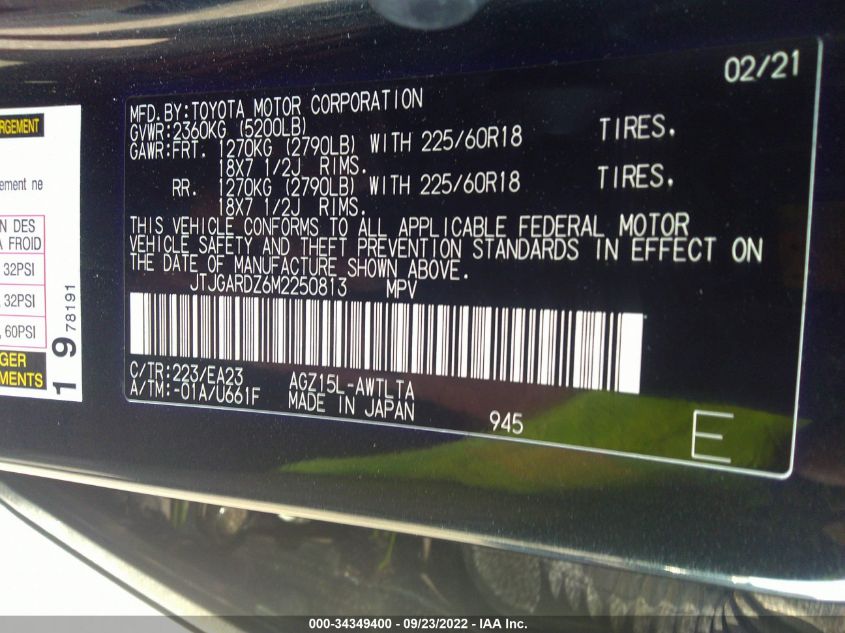 02/21
MFD.BY:TOYOTA MOTOR CORPORATION
GVWR:2360KG (5200LB)
GAWR:FRT. 1270KG (2790LB) WITH 225/60R18 TIRES.
18X7 1/2J RIMS.
RR. 1270KG (2790LB) WITH 225/60R18 TIRES.
18X7 1/2J RIMS.
THIS VEHICLE CONFORMS TO ALL APPLICABLE FEDERAL MOTOR
VEHICLE SAFETY AND THEFT PREVENTION STANDARDS IN EFFECT ON
THE DATE OF MANUFACTURE SHOWN ABOVE.
JTJGARDZ6M2250813 MPV
C/TR:223/EA23 AGZ15L-AWTLTA
A/TM:-01A/U661F MADE IN JAPAN
945
E
ement ne
DES
A FROID
32PSI
32PSI
60PSI
19 78191
000-34349400 - 09/23/2022 - IAA Inc.